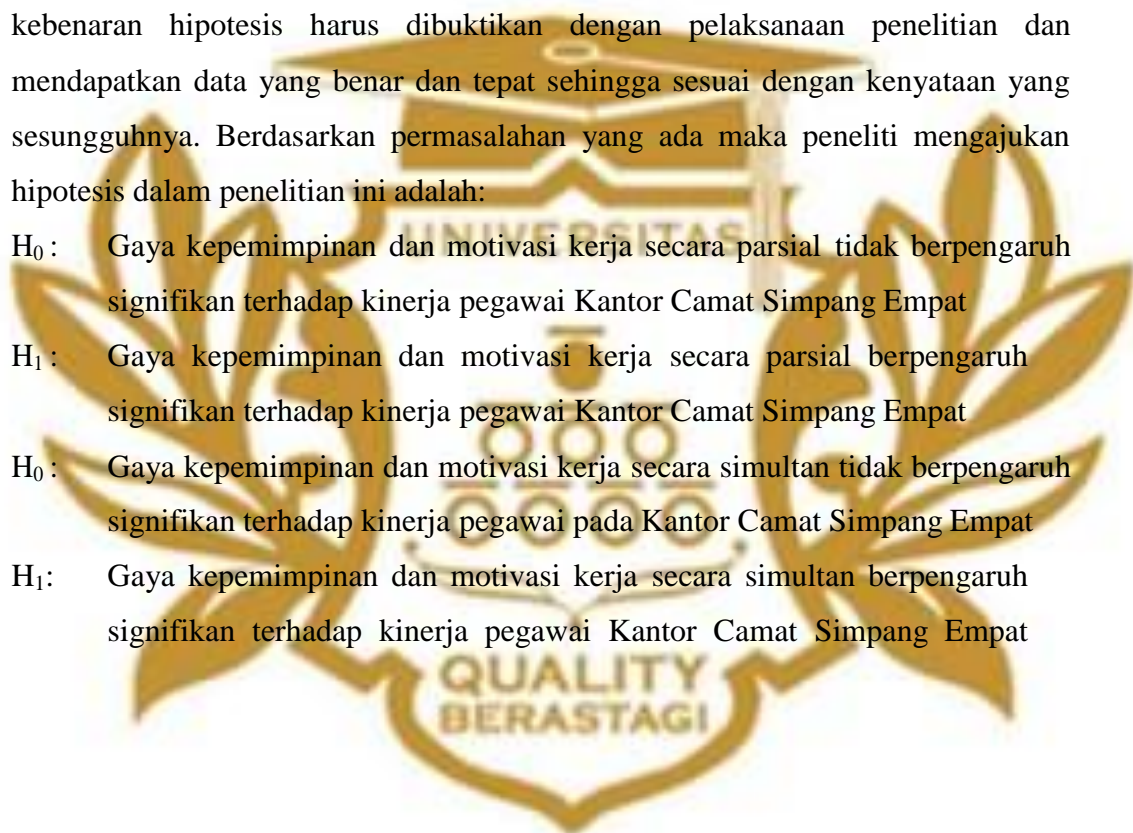 kebenaran hipotesis harus dibuktikan dengan pelaksanaan penelitian dan
mendapatkan data yang benar dan tepat sehingga sesuai dengan kenyataan yang
sesungguhnya. Berdasarkan permasalahan yang ada maka peneliti mengajukan
hipotesis dalam penelitian ini adalah:
UNIVERSITAS
H₀ : Gaya kepemimpinan dan motivasi kerja secara parsial tidak berpengaruh
signifikan terhadap kinerja pegawai Kantor Camat Simpang Empat
H₁ : Gaya kepemimpinan dan motivasi kerja secara parsial berpengaruh
signifikan terhadap kinerja pegawai Kantor Camat Simpang Empat
H₀ : Gaya kepemimpinan dan motivasi kerja secara simultan tidak berpengaruh
signifikan terhadap kinerja pegawai pada Kantor Camat Simpang Empat
H₁: Gaya kepemimpinan dan motivasi kerja secara simultan berpengaruh
signifikan terhadap kinerja pegawai Kantor Camat Simpang Empat
QUALITY
BERASTAGI